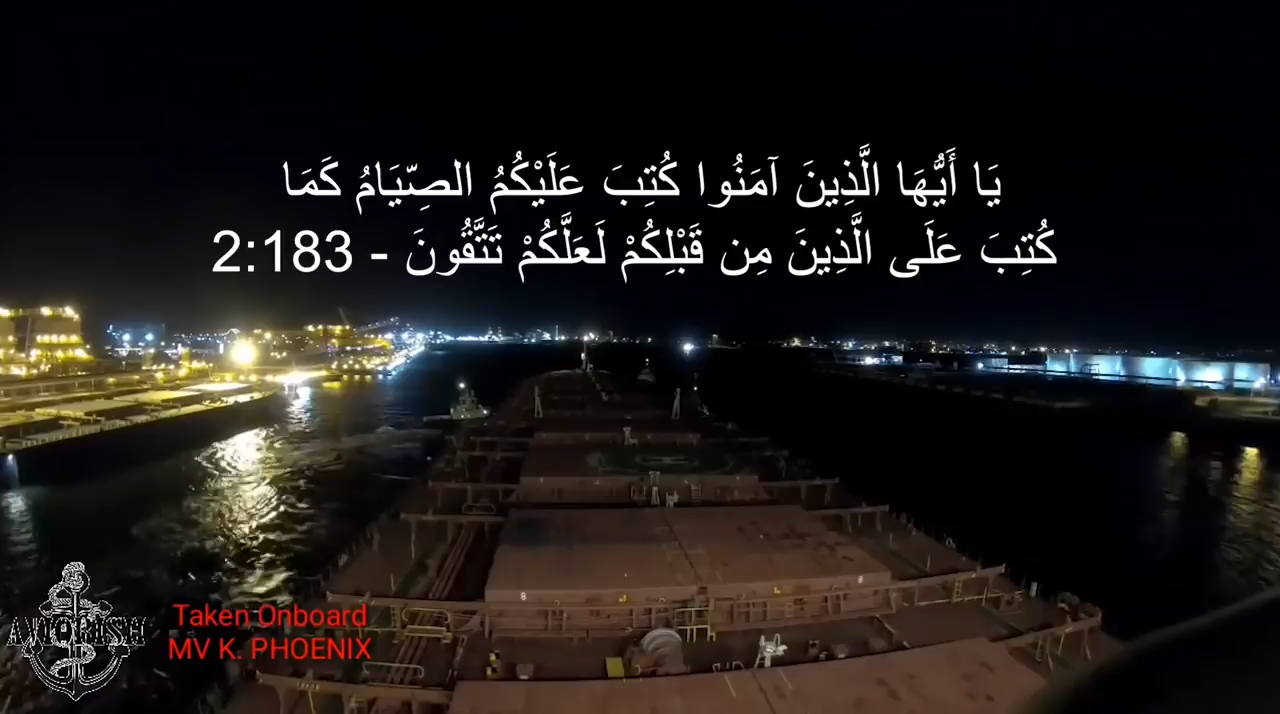 يَا أَيُّهَا الَّذِينَ آمَنُوا كُتِبَ عَلَيْكُمُ الصِّيَامُ كَمَا
كُتِبَ عَلَى الَّذِينَ مِن قَبْلِكُمْ لَعَلَّكُمْ تَتَّقُونَ - 2:183
Taken Onboard
MV K. PHOENIX